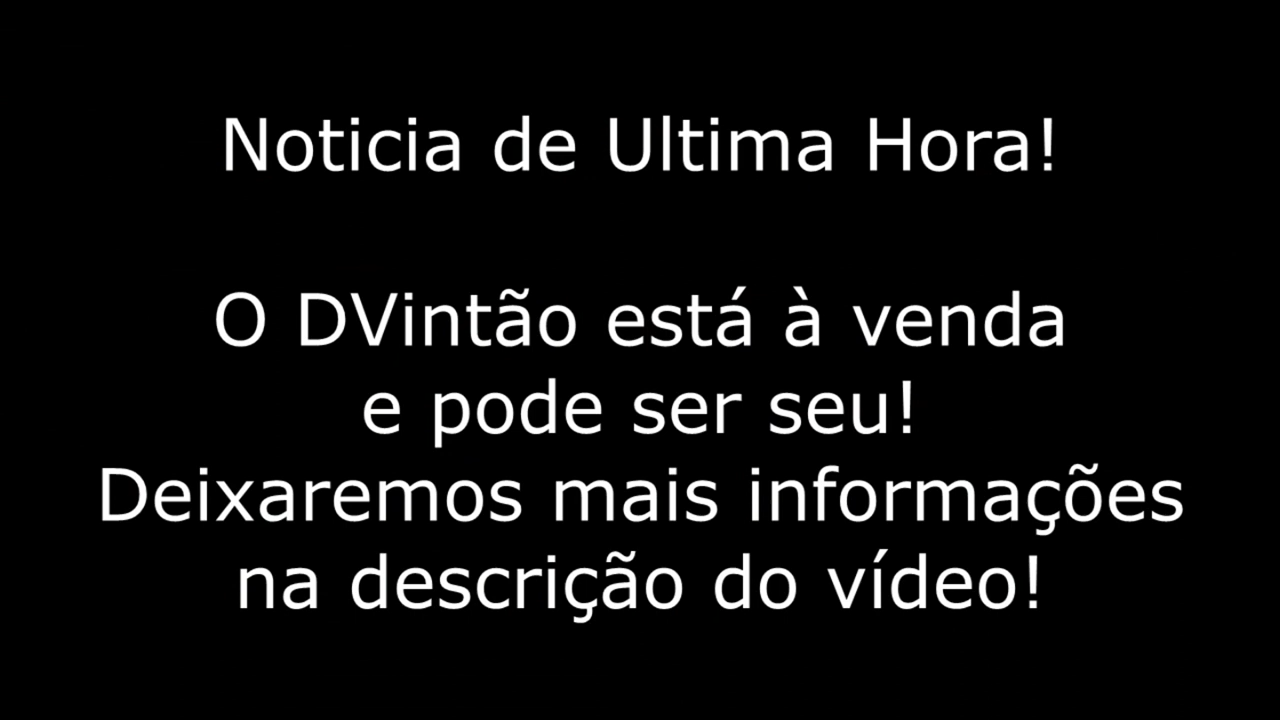 Noticia de Ultima Hora!
O DVintão está à venda
e pode ser seu!
Deixaremos mais informações
na descrição do vídeo!